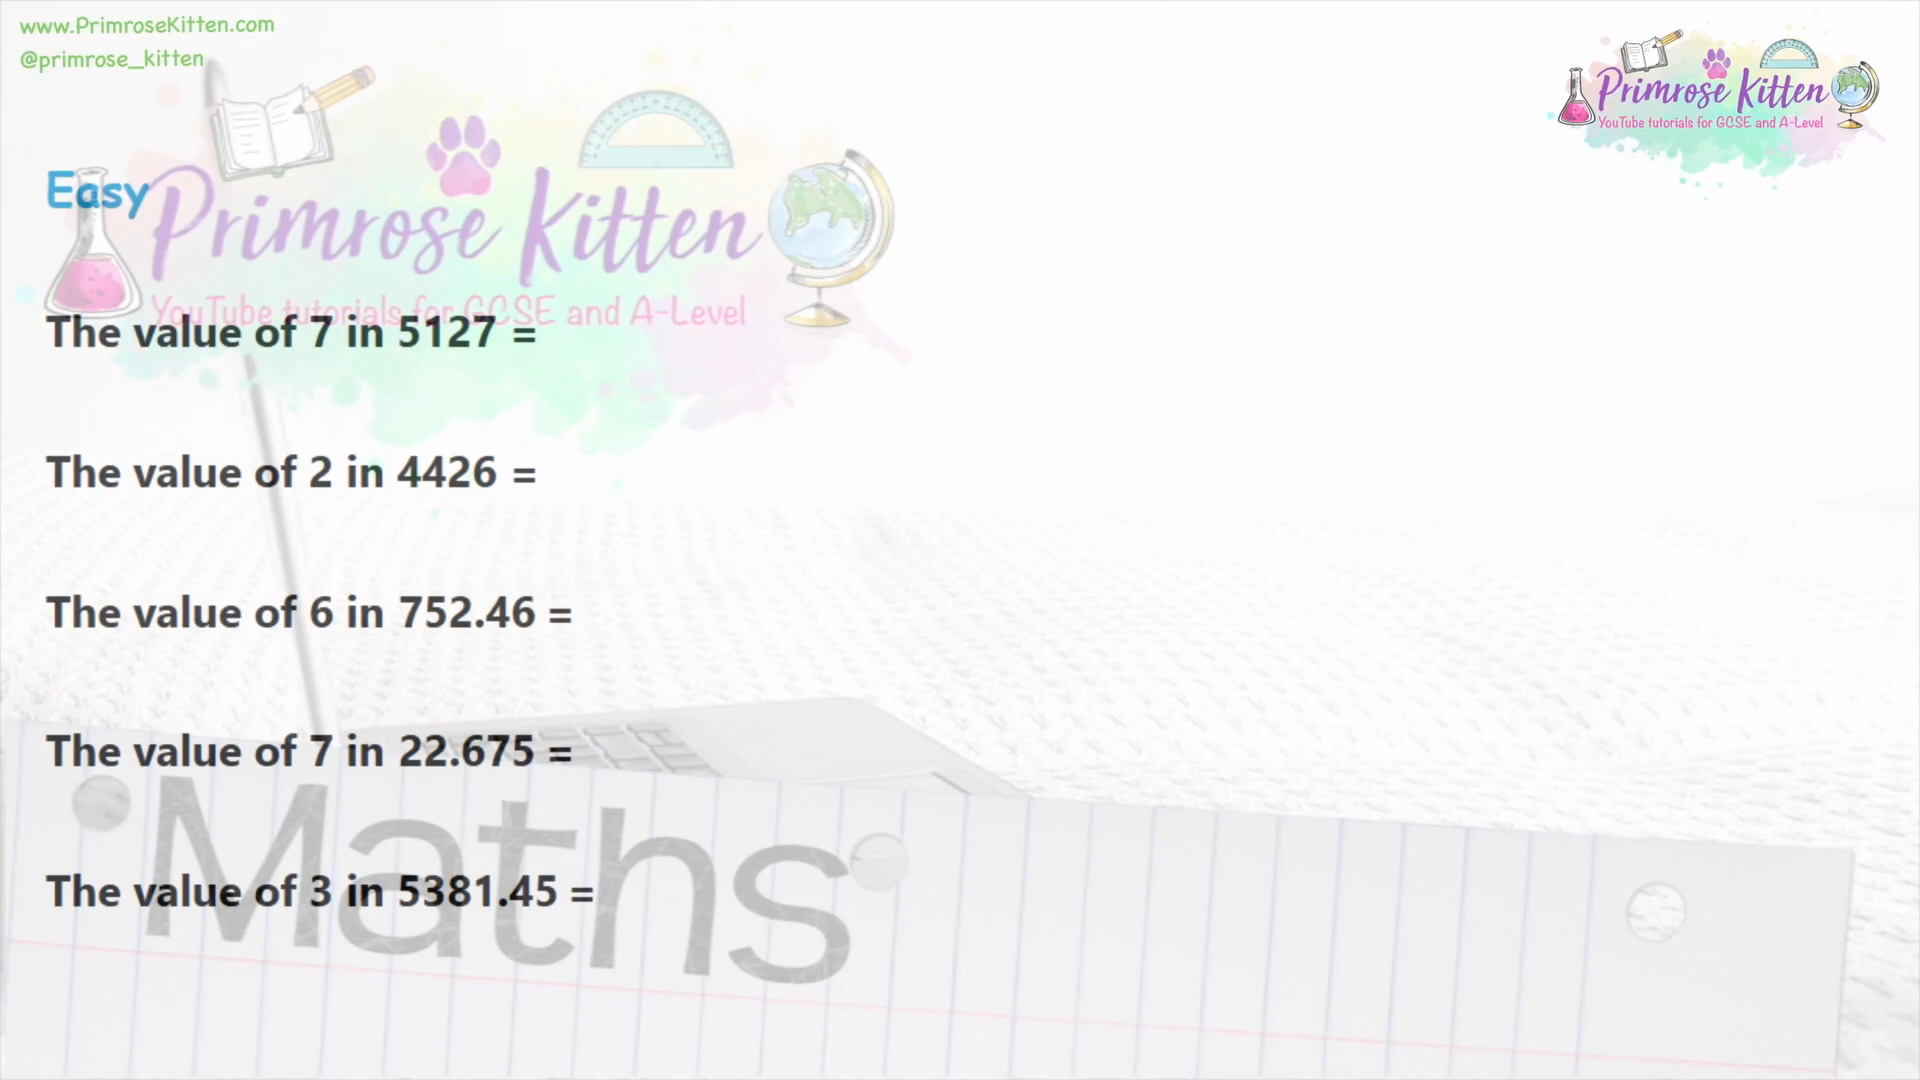 www.PrimroseKitten.com
@primrose_kitten
Primrose Kitten
YouTube tutorials for GCSE and A-Level
Easy
Primrose Kitten
YouTube tutorials for GCSE and A-Level
The value of 7 in 5127 =
The value of 2 in 4426 =
The value of 6 in 752.46 =
The value of 7 in 22.675 =
Maths
The value of 3 in 5381.45 =